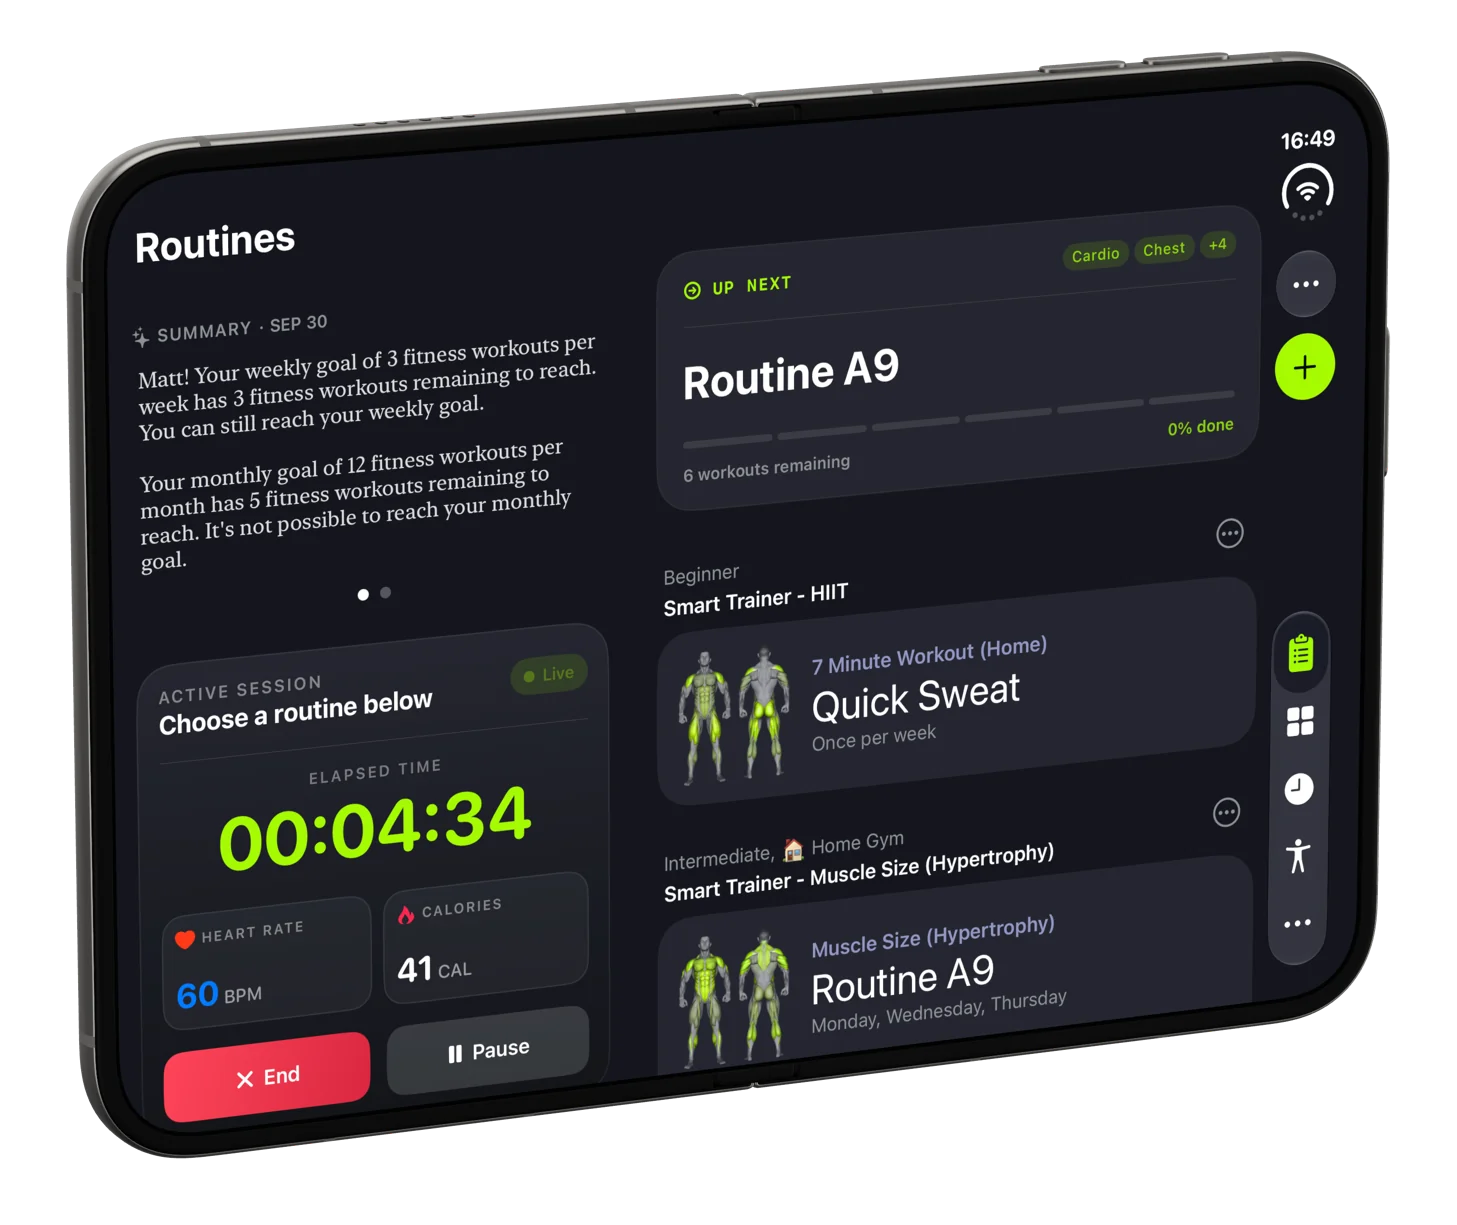 16:49
Routines
SUMMARY · SEP 30
Matt! Your weekly goal of 3 fitness workouts per
week has 3 fitness workouts remaining to reach.
You can still reach your weekly goal.
Your monthly goal of 12 fitness workouts per
month has 5 fitness workouts remaining to
reach. It's not possible to reach your monthly
goal.
ACTIVE SESSION
Choose a routine below
Live
ELAPSED TIME
00:04:34
HEART RATE
60 BPM
CALORIES
41 CAL
End
Pause
UP NEXT
Cardio
Chest
+4
Routine A9
6 workouts remaining
0% done
Beginner
Smart Trainer - HIIT
7 Minute Workout (Home)
Quick Sweat
Once per week
Intermediate, 🏠 Home Gym
Smart Trainer - Muscle Size (Hypertrophy)
Muscle Size (Hypertrophy)
Routine A9
Monday, Wednesday, Thursday